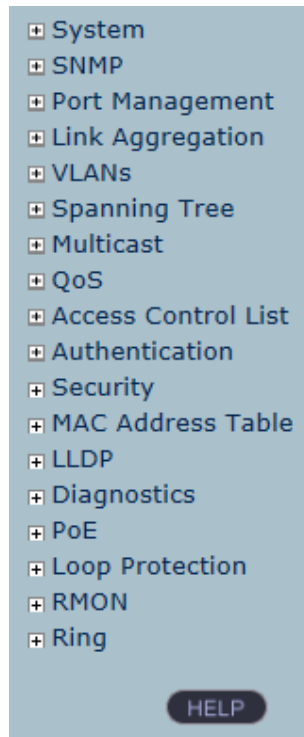 System
SNMP
Port Management
Link Aggregation
VLANs
Spanning Tree
Multicast
QoS
Access Control List
Authentication
Security
MAC Address Table
LLDP
Diagnostics
PoE
Loop Protection
RMON
Ring
HELP